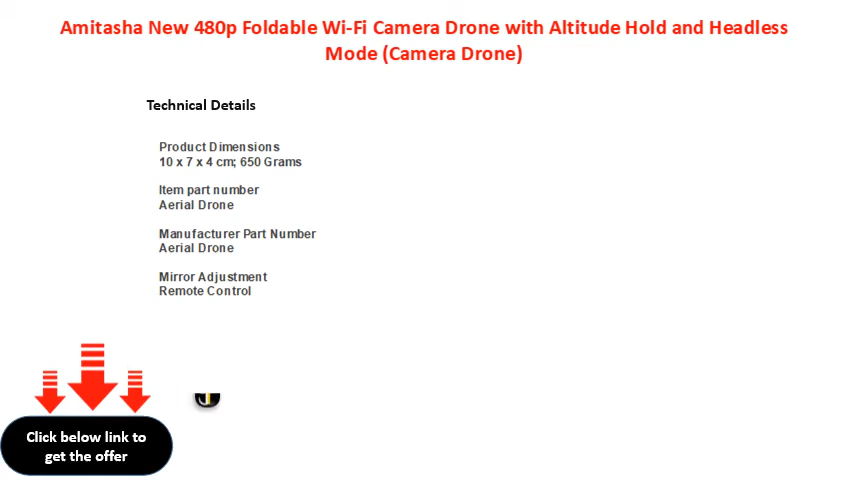 Amitasha New 480p Foldable Wi-Fi Camera Drone with Altitude Hold and Headless
Mode (Camera Drone)
Technical Details
Product Dimensions
10 x 7 x 4 cm; 650 Grams
Item part number
Aerial Drone
Manufacturer Part Number
Aerial Drone
Mirror Adjustment
Remote Control
Click below link to
get the offer